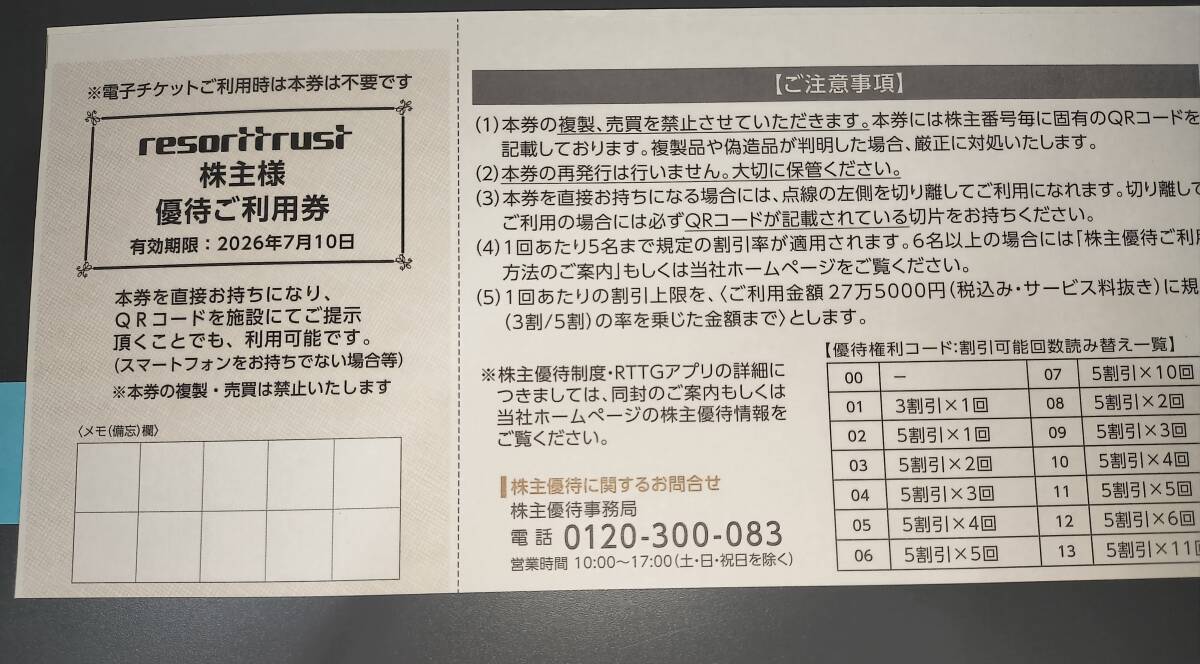 ※電子チケットご利用時は本券は不要です
resorttrust
株主様
優待ご利用券
有効期限：2026年7月10日
本券を直接お持ちになり、
QRコードを施設にてご提示
頂くことでも、利用可能です。
(スマートフォンをお持ちでない場合等)
※本券の複製・売買は禁止いたします
〈メモ(備忘)欄〉
【ご注意事項】
(1)本券の複製、売買を禁止させていただきます。本券には株主番号毎に固有のQRコードを
記載しております。複製品や偽造品が判明した場合、厳正に対処いたします。
(2)本券の再発行は行いません。大切に保管ください。
(3)本券を直接お持ちになる場合には、点線の左側を切り離してご利用になれます。切り離して
ご利用の場合には必ずQRコードが記載されている切片をお持ちください。
(4)1回あたり5名まで規定の割引率が適用されます。6名以上の場合には「株主優待ご利用
方法のご案内」もしくは当社ホームページをご覧ください。
(5)1回あたりの割引上限を、〈ご利用金額27万5000円(税込み・サービス料抜き)に規
(3割/5割)の率を乗じた金額まで〉とします。
※株主優待制度・RTTGアプリの詳細に
つきましては、同封のご案内もしくは
当社ホームページの株主優待情報を
ご覧ください。
株主優待に関するお問合せ
株主優待事務局
電話 0120-300-083
営業時間 10:00～17:00(土・日・祝日を除く)
【優待権利コード:割引可能回数読み替え一覧】
00 － 07 5割引×10回
01 3割引×1回 08 5割引×2回
02 5割引×1回 09 5割引×3回
03 5割引×2回 10 5割引×4回
04 5割引×3回 11 5割引×5回
05 5割引×4回 12 5割引×6回
06 5割引×5回 13 5割引×11回